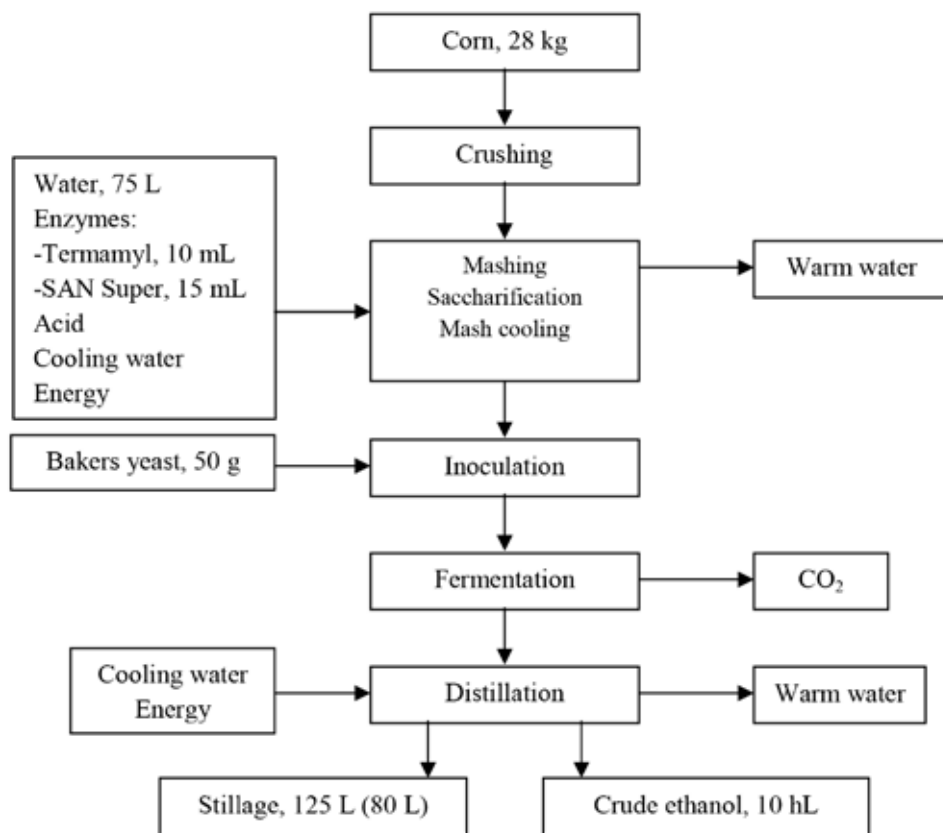 Corn, 28 kg
Crushing
Water, 75 L
Enzymes:
-Termamyl, 10 mL
-SAN Super, 15 mL
Acid
Cooling water
Energy
Mashing
Saccharification
Mash cooling
Warm water
Bakers yeast, 50 g
Inoculation
Fermentation
CO₂
Cooling water
Energy
Distillation
Warm water
Stillage, 125 L (80 L)
Crude ethanol, 10 hL